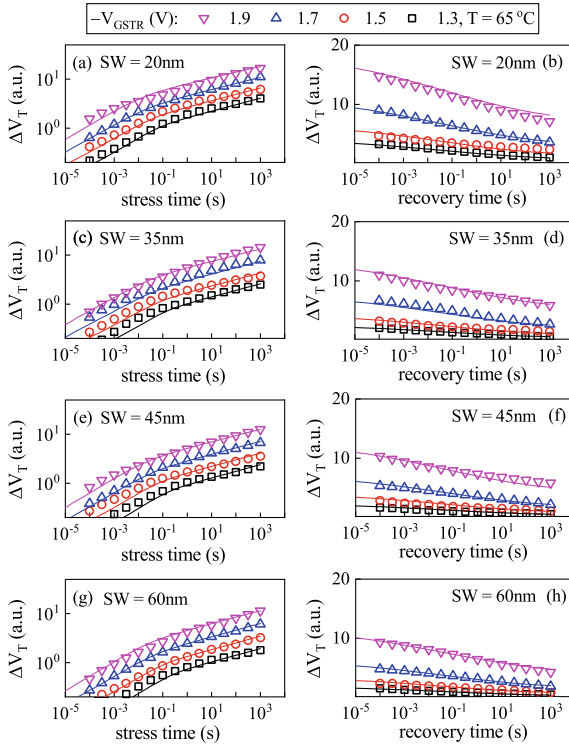 −V_GSTR (V): ▽ 1.9 △ 1.7 ○ 1.5 □ 1.3, T = 65 °C
(a) SW = 20nm
ΔV_T (a.u.)
10^1
10^0
10^-5 10^-3 10^-1 10^1 10^3
stress time (s)
SW = 20nm (b)
ΔV_T (a.u.)
20
10
0
10^-5 10^-3 10^-1 10^1 10^3
recovery time (s)
(c) SW = 35nm
ΔV_T (a.u.)
10^1
10^0
10^-5 10^-3 10^-1 10^1 10^3
stress time (s)
SW = 35nm (d)
ΔV_T (a.u.)
20
10
0
10^-5 10^-3 10^-1 10^1 10^3
recovery time (s)
(e) SW = 45nm
ΔV_T (a.u.)
10^1
10^0
10^-5 10^-3 10^-1 10^1 10^3
stress time (s)
SW = 45nm (f)
ΔV_T (a.u.)
20
10
0
10^-5 10^-3 10^-1 10^1 10^3
recovery time (s)
(g) SW = 60nm
ΔV_T (a.u.)
10^1
10^0
10^-5 10^-3 10^-1 10^1 10^3
stress time (s)
SW = 60nm (h)
ΔV_T (a.u.)
20
10
0
10^-5 10^-3 10^-1 10^1 10^3
recovery time (s)